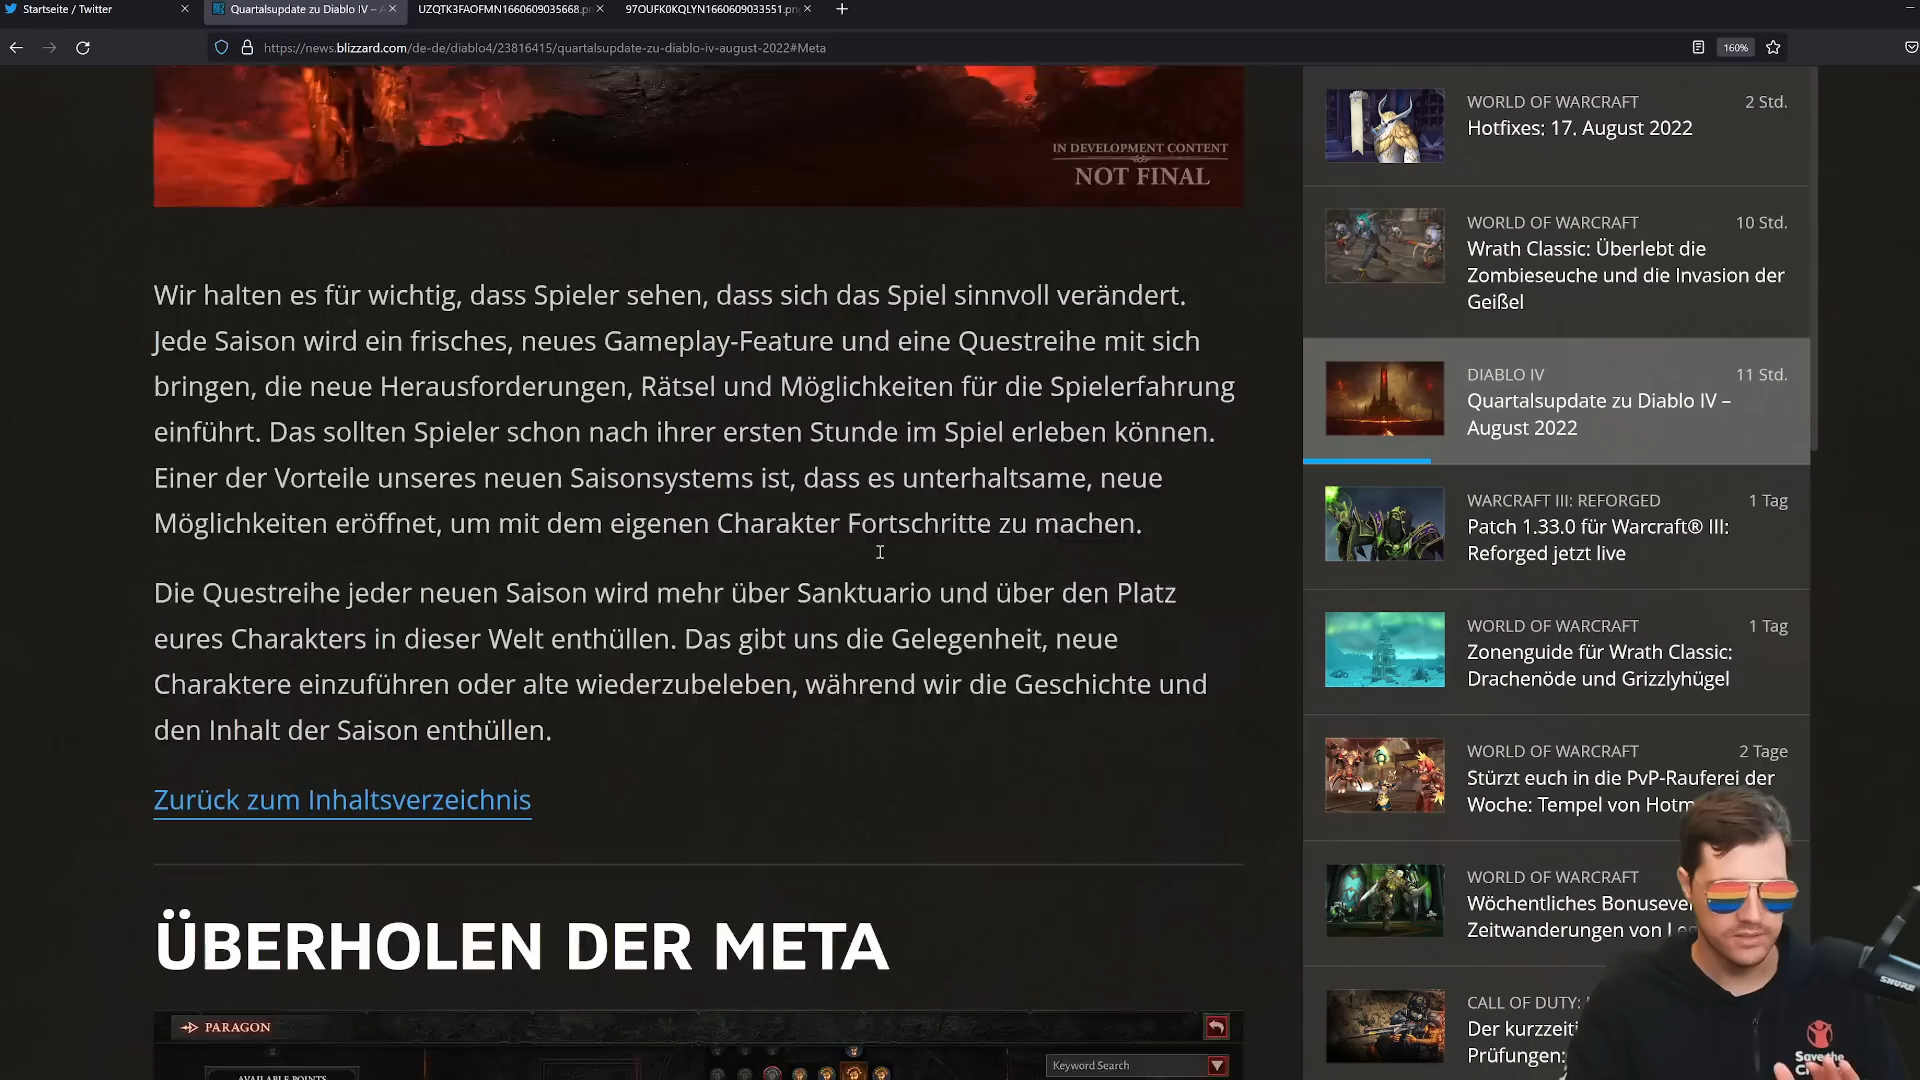 Startseite / Twitter
Quartalsupdate zu Diablo IV –
UZQTK3FAOFMN1660609035668.pn
97OUFK0KQLYN1660609033551.pn
https://news.blizzard.com/de-de/diablo4/23816415/quartalsupdate-zu-diablo-iv-august-2022#Meta
160%
IN DEVELOPMENT CONTENT
NOT FINAL
Wir halten es für wichtig, dass Spieler sehen, dass sich das Spiel sinnvoll verändert.
Jede Saison wird ein frisches, neues Gameplay-Feature und eine Questreihe mit sich
bringen, die neue Herausforderungen, Rätsel und Möglichkeiten für die Spielerfahrung
einführt. Das sollten Spieler schon nach ihrer ersten Stunde im Spiel erleben können.
Einer der Vorteile unseres neuen Saisonsystems ist, dass es unterhaltsame, neue
Möglichkeiten eröffnet, um mit dem eigenen Charakter Fortschritte zu machen.
Die Questreihe jeder neuen Saison wird mehr über Sanktuario und über den Platz
eures Charakters in dieser Welt enthüllen. Das gibt uns die Gelegenheit, neue
Charaktere einzuführen oder alte wiederzubeleben, während wir die Geschichte und
den Inhalt der Saison enthüllen.
Zurück zum Inhaltsverzeichnis
ÜBERHOLEN DER META
PARAGON
AVAILABLE POINTS
Keyword Search
WORLD OF WARCRAFT
2 Std.
Hotfixes: 17. August 2022
WORLD OF WARCRAFT
10 Std.
Wrath Classic: Überlebt die
Zombieseuche und die Invasion der
Geißel
DIABLO IV
11 Std.
Quartalsupdate zu Diablo IV –
August 2022
WARCRAFT III: REFORGED
1 Tag
Patch 1.33.0 für Warcraft® III:
Reforged jetzt live
WORLD OF WARCRAFT
1 Tag
Zonenguide für Wrath Classic:
Drachenöde und Grizzlyhügel
WORLD OF WARCRAFT
2 Tage
Stürzt euch in die PvP-Rauferei der
Woche: Tempel von Hotm
WORLD OF WARCRAFT
Wöchentliches Bonuseve
Zeitwanderungen von Le
CALL OF DUTY:
Der kurzzeiti
Prüfungen:
SHURE
Save the